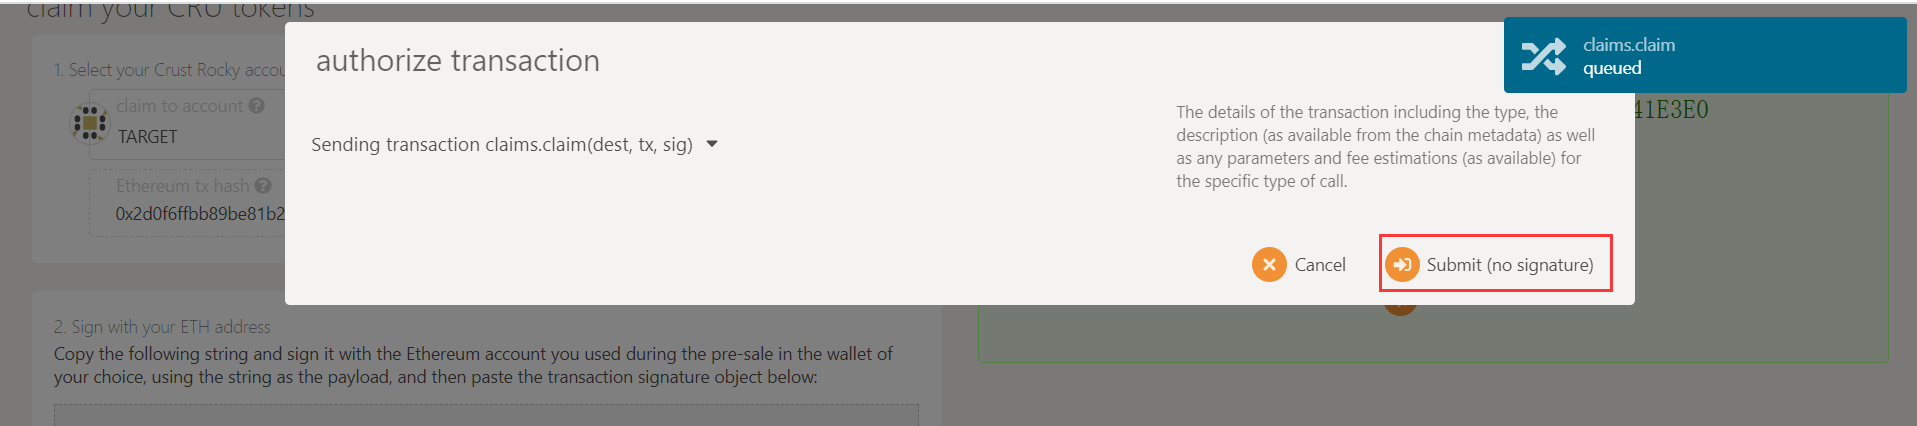 claim your CRU tokens
authorize transaction
claims.claim
queued
1. Select your Crust Rocky accou
claim to account
TARGET
Sending transaction claims.claim(dest, tx, sig)
The details of the transaction including the type, the
description (as available from the chain metadata) as well
as any parameters and fee estimations (as available) for
the specific type of call.
41E3E0
Ethereum tx hash
0x2d0f6ffbb89be81b2
Cancel
Submit (no signature)
2. Sign with your ETH address
Copy the following string and sign it with the Ethereum account you used during the pre-sale in the wallet of
your choice, using the string as the payload, and then paste the transaction signature object below: